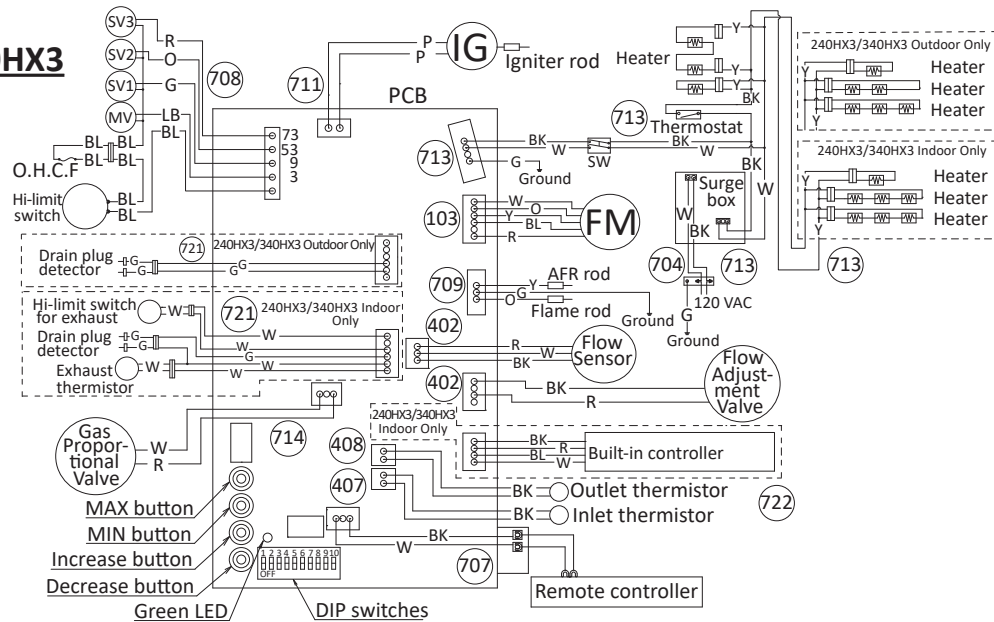 0HX3
SV3
SV2
SV1
MV
R
O
G
LB
BL
BL
BL
BL
BL
O.H.C.F
Hi-limit
switch
BL
BL
708
73
53
9
3
711
P
P
IG
Igniter rod
PCB
713
BK
W
G
Ground
SW
BK
W
713
Thermostat
Heater
Y
Y
Y
BK
BK
W
240HX3/340HX3 Outdoor Only
Y
Y
Heater
Heater
Heater
240HX3/340HX3 Indoor Only
Y
Y
Heater
Heater
Heater
713
103
W
O
Y
BL
R
FM
Surge
box
W
BK
704
713
120 VAC
G
Ground
721
240HX3/340HX3 Outdoor Only
Drain plug
detector
G
G
G
G
709
Y
G
O
AFR rod
Flame rod
Ground
Hi-limit switch
for exhaust
W
721
240HX3/340HX3 Indoor
Only
Drain plug
detector
G
G
Exhaust
thermistor
W
W
W
G
W
W
402
R
W
BK
Flow
Sensor
402
BK
R
Flow
Adjust-
ment
Valve
Gas
Propor-
tional
Valve
W
R
714
240HX3/340HX3
Indoor Only
BK
R
BL
W
Built-in controller
722
408
407
BK
Outlet thermistor
BK
Inlet thermistor
MAX button
MIN button
Increase button
Decrease button
Green LED
1 2 3 4 5 6 7 8 9 10
OFF
DIP switches
BK
W
707
Remote controller